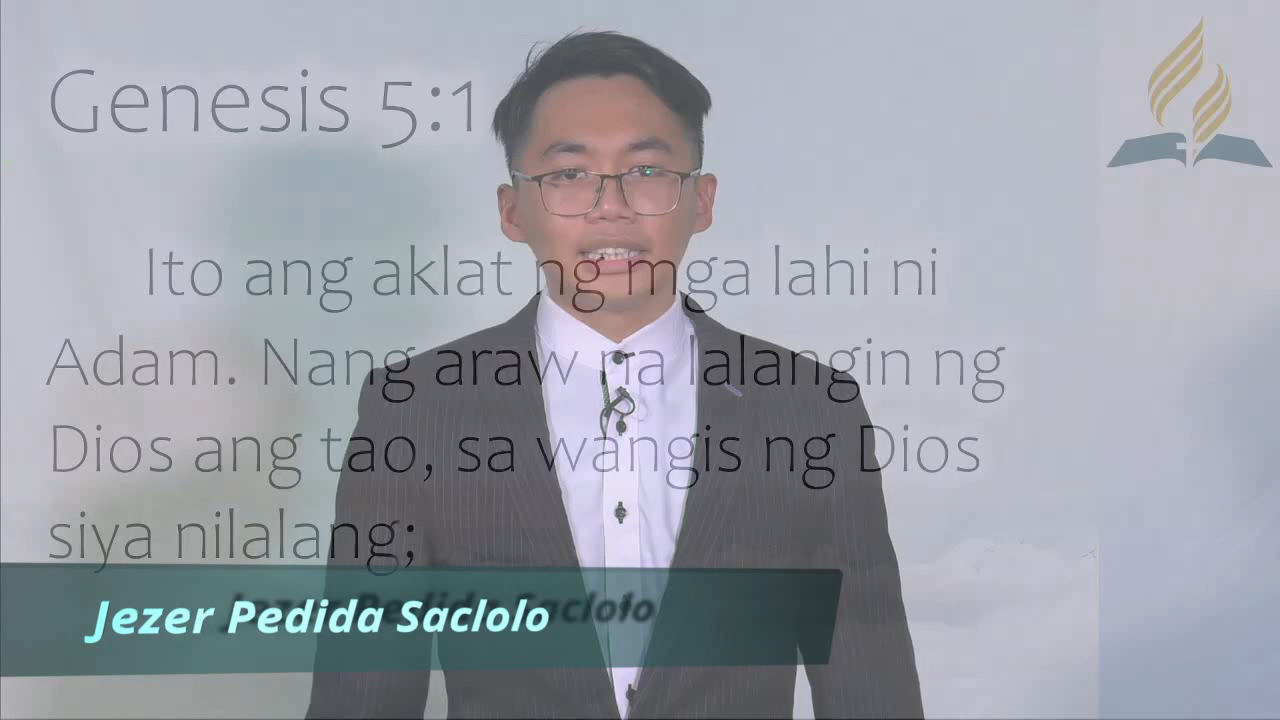 Genesis 5:1
Ito ang aklat ng mga lahi ni
Adam. Nang araw na lalangin ng
Dios ang tao, sa wangis ng Dios
siya nilalang;
Jezer Pedida Saclolo